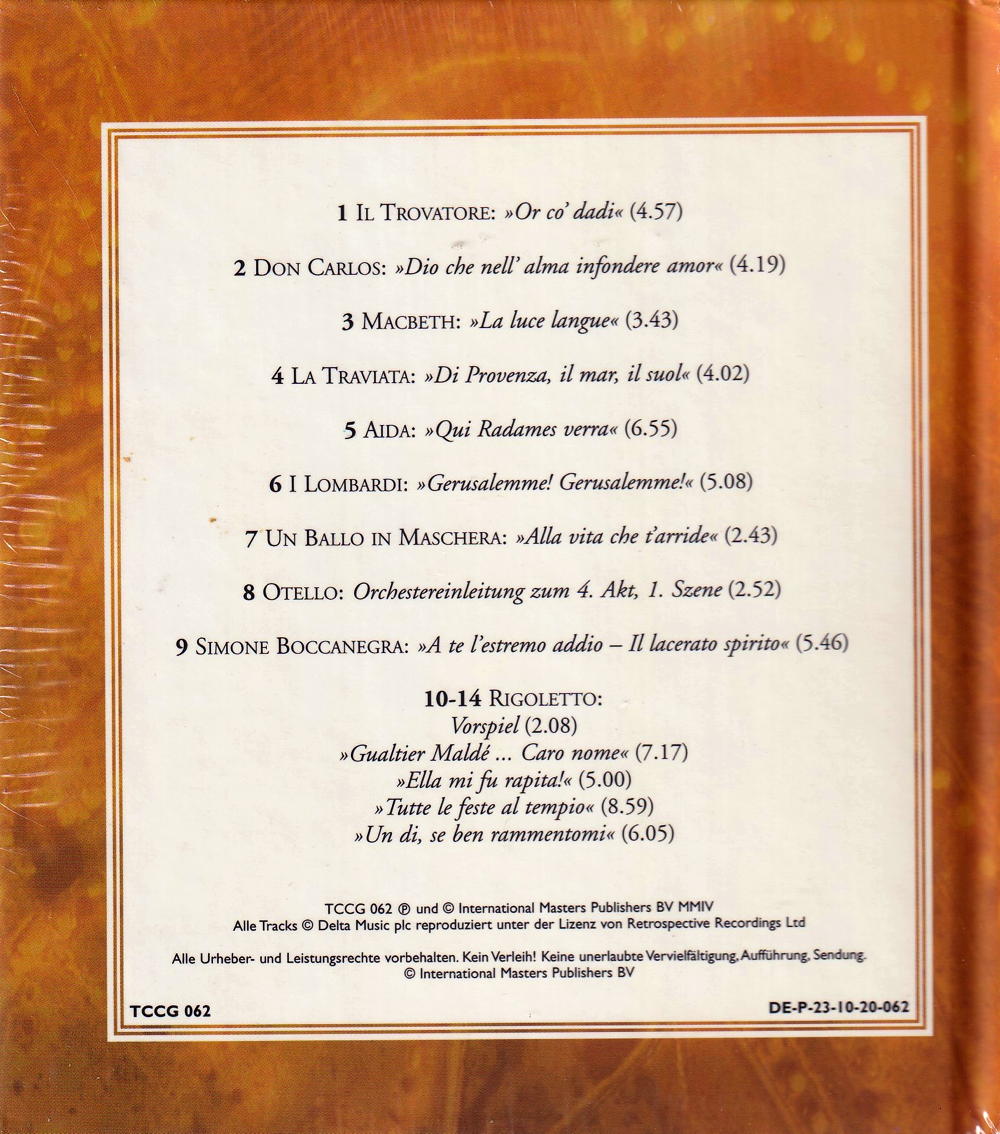 1 IL TROVATORE: »Or co' dadi« (4.57)
2 DON CARLOS: »Dio che nell' alma infondere amor« (4.19)
3 MACBETH: »La luce langue« (3.43)
4 LA TRAVIATA: »Di Provenza, il mar, il suol« (4.02)
5 AIDA: »Qui Radames verra« (6.55)
6 I LOMBARDI: »Gerusalemme! Gerusalemme!« (5.08)
7 UN BALLO IN MASCHERA: »Alla vita che t'arride« (2.43)
8 OTELLO: Orchestereinleitung zum 4. Akt, 1. Szene (2.52)
9 SIMONE BOCCANEGRA: »A te l'estremo addio – Il lacerato spirito« (5.46)
10-14 RIGOLETTO:
Vorspiel (2.08)
»Gualtier Maldé ... Caro nome« (7.17)
»Ella mi fu rapita!« (5.00)
»Tutte le feste al tempio« (8.59)
»Un di, se ben rammentomi« (6.05)
TCCG 062 ℗ und © International Masters Publishers BV MMIV
Alle Tracks © Delta Music plc reproduziert unter der Lizenz von Retrospective Recordings Ltd
Alle Urheber- und Leistungsrechte vorbehalten. Kein Verleih! Keine unerlaubte Vervielfältigung, Aufführung, Sendung.
© International Masters Publishers BV
TCCG 062
DE-P-23-10-20-062